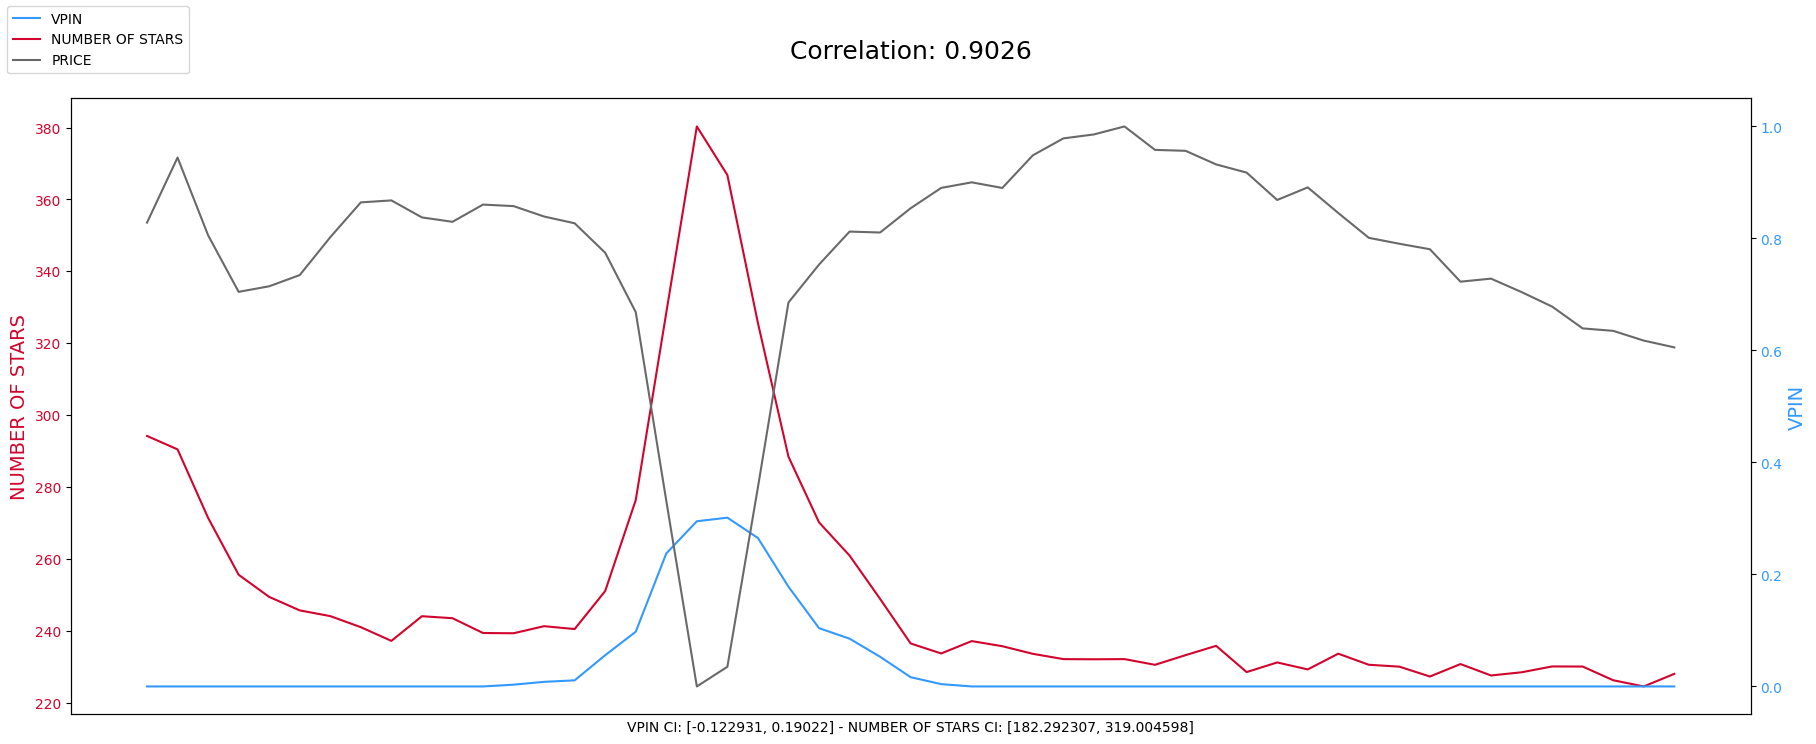 VPIN
NUMBER OF STARS
PRICE
Correlation: 0.9026
380
360
340
320
300
280
260
240
220
NUMBER OF STARS
1.0
0.8
0.6
0.4
0.2
0.0
VPIN
VPIN CI: [-0.122931, 0.19022] - NUMBER OF STARS CI: [182.292307, 319.004598]